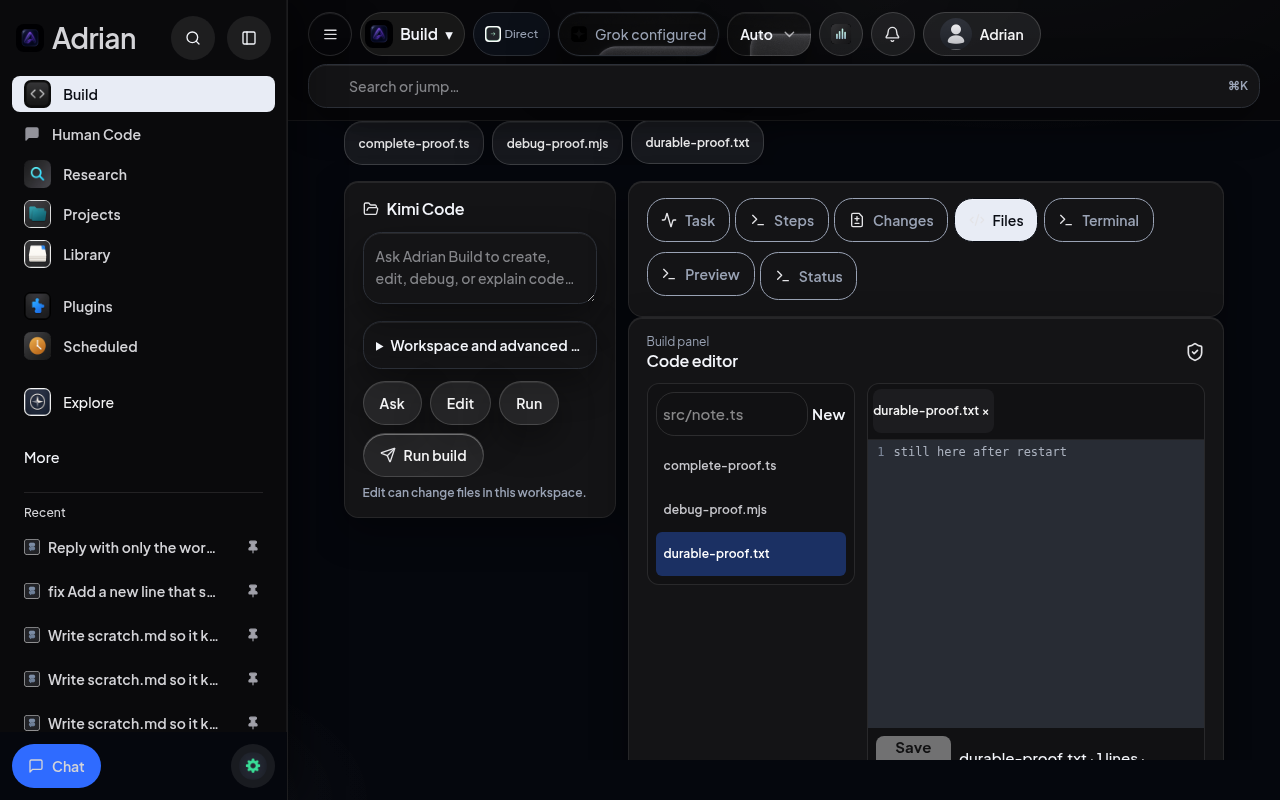 Adrian
Build
Human Code
Research
Projects
Library
Plugins
Scheduled
Explore
More
Recent
Reply with only the wor...
fix Add a new line that s...
Write scratch.md so it k...
Write scratch.md so it k...
Write scratch.md so it k...
Chat
Build ▾
Direct
Grok configured
Auto
Adrian
Search or jump...
⌘K
complete-proof.ts
debug-proof.mjs
durable-proof.txt
Kimi Code
Ask Adrian Build to create,
edit, debug, or explain code...
▶ Workspace and advanced ...
Ask
Edit
Run
Run build
Edit can change files in this workspace.
Task
Steps
Changes
Files
Terminal
Preview
Status
Build panel
Code editor
src/note.ts
New
complete-proof.ts
debug-proof.mjs
durable-proof.txt
durable-proof.txt ×
1 still here after restart
Save
durable-proof.txt · 1 lines ·